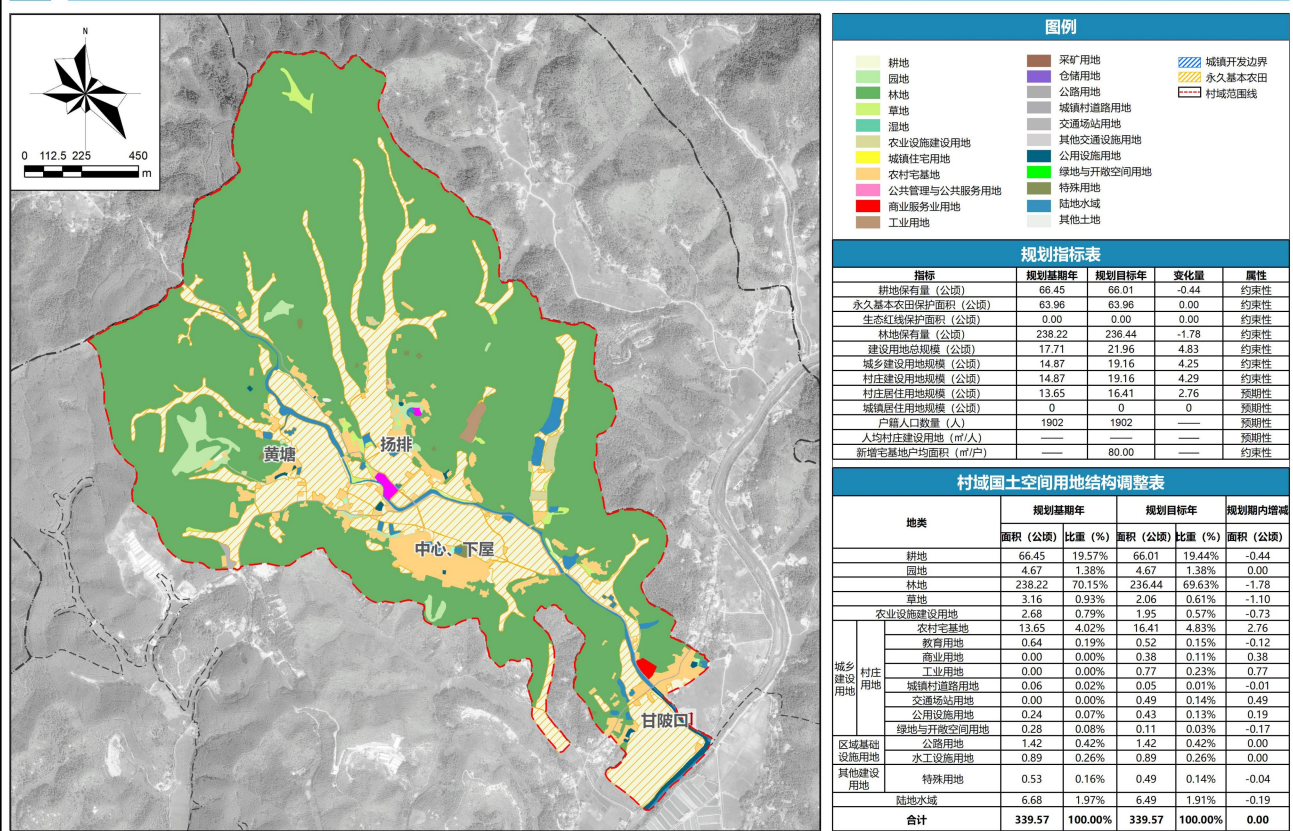 N
0 112.5 225 450
m
黄塘
扬排
中心、下屋
甘陂口
图例
耕地
园地
林地
草地
湿地
农业设施建设用地
城镇住宅用地
农村宅基地
公共管理与公共服务用地
商业服务业用地
工业用地
采矿用地
仓储用地
公路用地
城镇村道路用地
交通场站用地
其他交通设施用地
公用设施用地
绿地与开敞空间用地
特殊用地
陆地水域
其他土地
城镇开发边界
永久基本农田
村域范围线
规划指标表
指标 规划基期年 规划目标年 变化量 属性
耕地保有量（公顷） 66.45 66.01 -0.44 约束性
永久基本农田保护面积（公顷） 63.96 63.96 0.00 约束性
生态红线保护面积（公顷） 0.00 0.00 0.00 约束性
林地保有量（公顷） 238.22 236.44 -1.78 约束性
建设用地总规模（公顷） 17.71 21.96 4.83 约束性
城乡建设用地规模（公顷） 14.87 19.16 4.25 约束性
村庄建设用地规模（公顷） 14.87 19.16 4.29 约束性
村庄居住用地规模（公顷） 13.65 16.41 2.76 预期性
城镇居住用地规模（公顷） 0 0 0 预期性
户籍人口数量（人） 1902 1902 —— 预期性
人均村庄建设用地（㎡/人） —— —— —— 预期性
新增宅基地户均面积（㎡/户） —— 80.00 —— 约束性
村域国土空间用地结构调整表
地类 规划基期年 规划目标年 规划期内增减
面积（公顷） 比重（%） 面积（公顷） 比重（%） 面积（公顷）
耕地 66.45 19.57% 66.01 19.44% -0.44
园地 4.67 1.38% 4.67 1.38% 0.00
林地 238.22 70.15% 236.44 69.63% -1.78
草地 3.16 0.93% 2.06 0.61% -1.10
农业设施建设用地 2.68 0.79% 1.95 0.57% -0.73
城乡建设用地 村庄用地 农村宅基地 13.65 4.02% 16.41 4.83% 2.76
教育用地 0.64 0.19% 0.52 0.15% -0.12
商业用地 0.00 0.00% 0.38 0.11% 0.38
工业用地 0.00 0.00% 0.77 0.23% 0.77
城镇村道路用地 0.06 0.02% 0.05 0.01% -0.01
交通场站用地 0.00 0.00% 0.49 0.14% 0.49
公用设施用地 0.24 0.07% 0.43 0.13% 0.19
绿地与开敞空间用地 0.28 0.08% 0.11 0.03% -0.17
区域基础设施用地 公路用地 1.42 0.42% 1.42 0.42% 0.00
水工设施用地 0.89 0.26% 0.89 0.26% 0.00
其他建设用地 特殊用地 0.53 0.16% 0.49 0.14% -0.04
陆地水域 6.68 1.97% 6.49 1.91% -0.19
合计 339.57 100.00% 339.57 100.00% 0.00